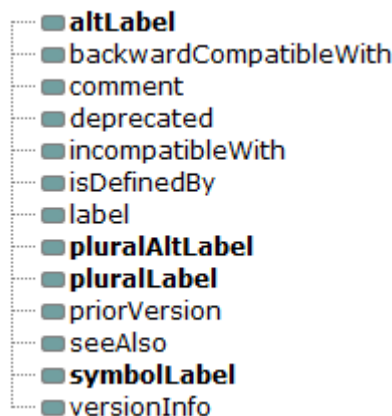 altLabel
backwardCompatibleWith
comment
deprecated
incompatibleWith
isDefinedBy
label
pluralAltLabel
pluralLabel
priorVersion
seeAlso
symbolLabel
versionInfo